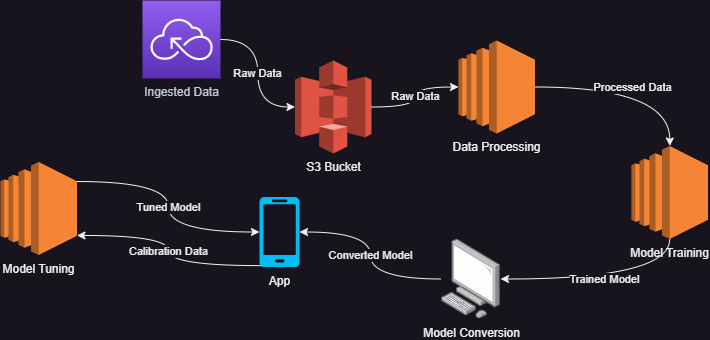 Raw Data
Ingested Data
Raw Data
Processed Data
S3 Bucket
Data Processing
Tuned Model
Model Training
Calibration Data
Converted Model
Model Tuning
App
Trained Model
Model Conversion